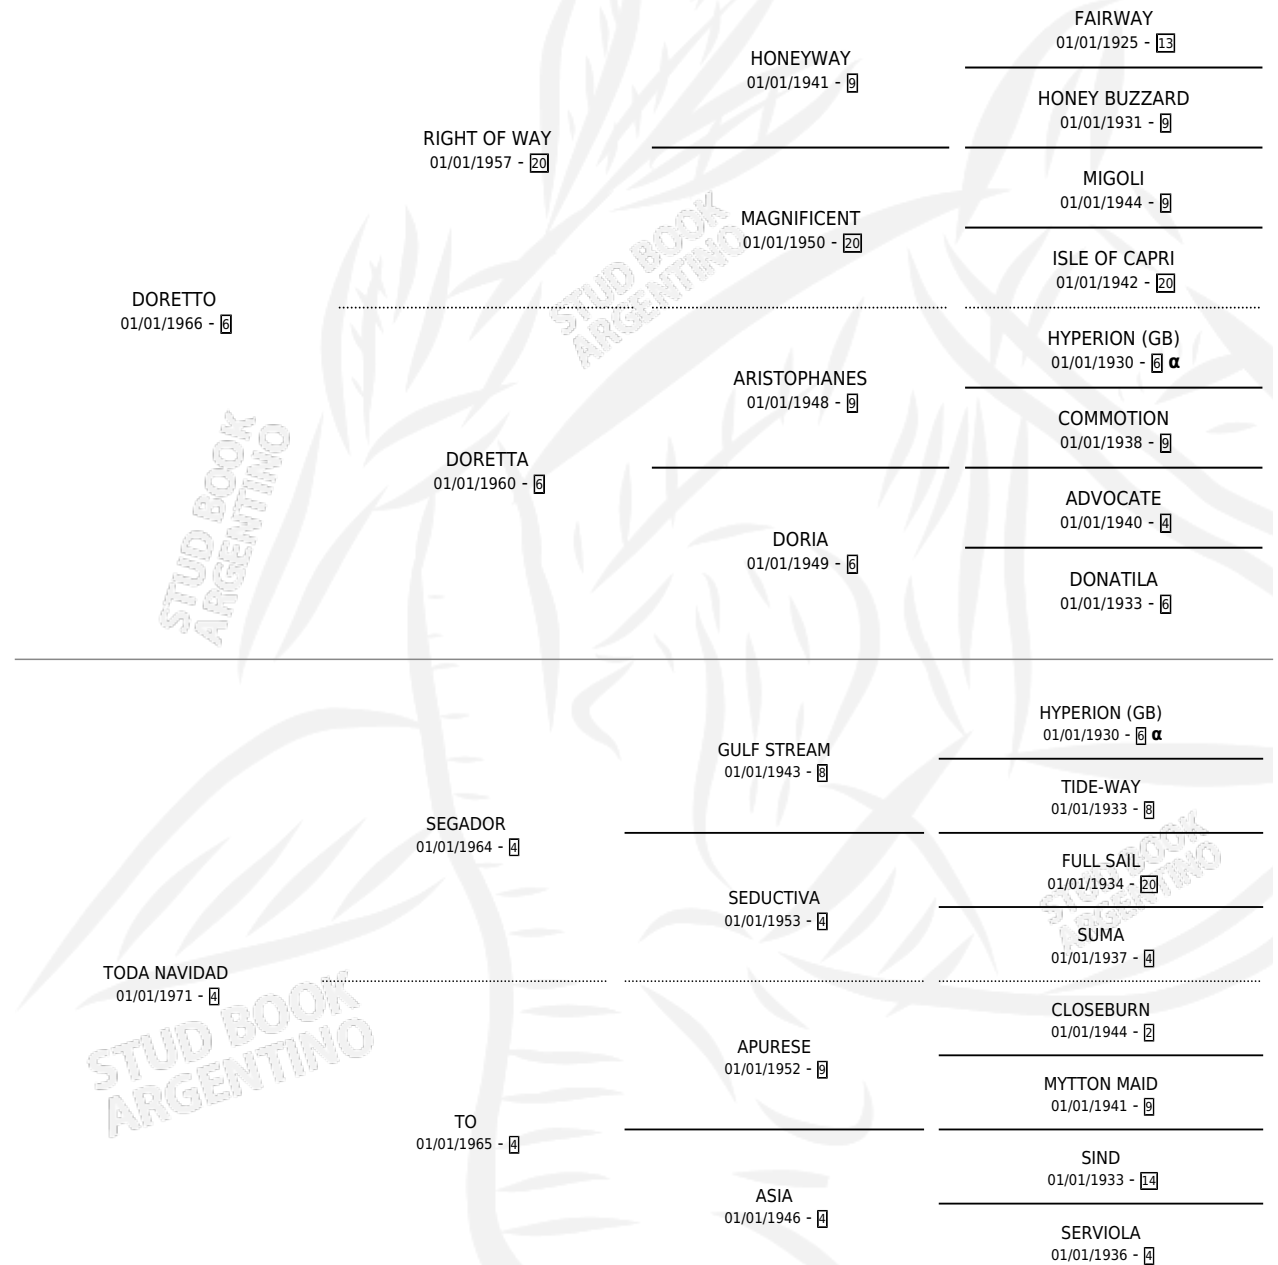 FAIRWAY
01/01/1925 - 13
HONEYWAY
01/01/1941 - 9
HONEY BUZZARD
01/01/1931 - 9
RIGHT OF WAY
01/01/1957 - 20
MIGOLI
01/01/1944 - 9
MAGNIFICENT
01/01/1950 - 20
ISLE OF CAPRI
01/01/1942 - 20
DORETTO
01/01/1966 - 6
HYPERION (GB)
01/01/1930 - 6 α
ARISTOPHANES
01/01/1948 - 9
COMMOTION
01/01/1938 - 9
DORETTA
01/01/1960 - 6
ADVOCATE
01/01/1940 - 4
DORIA
01/01/1949 - 6
DONATILA
01/01/1933 - 6
HYPERION (GB)
01/01/1930 - 6 α
GULF STREAM
01/01/1943 - 8
TIDE-WAY
01/01/1933 - 8
SEGADOR
01/01/1964 - 4
FULL SAIL
01/01/1934 - 20
SEDUCTIVA
01/01/1953 - 4
SUMA
01/01/1937 - 4
TODA NAVIDAD
01/01/1971 - 4
CLOSEBURN
01/01/1944 - 2
APURESE
01/01/1952 - 9
MYTTON MAID
01/01/1941 - 9
TO
01/01/1965 - 4
SIND
01/01/1933 - 14
ASIA
01/01/1946 - 4
SERVIOLA
01/01/1936 - 4
STUD BOOK
ARGENTINO
STUD BOOK
ARGENTINO
STUD BOOK
ARGENTINO
STUD BOOK
ARGENTINO